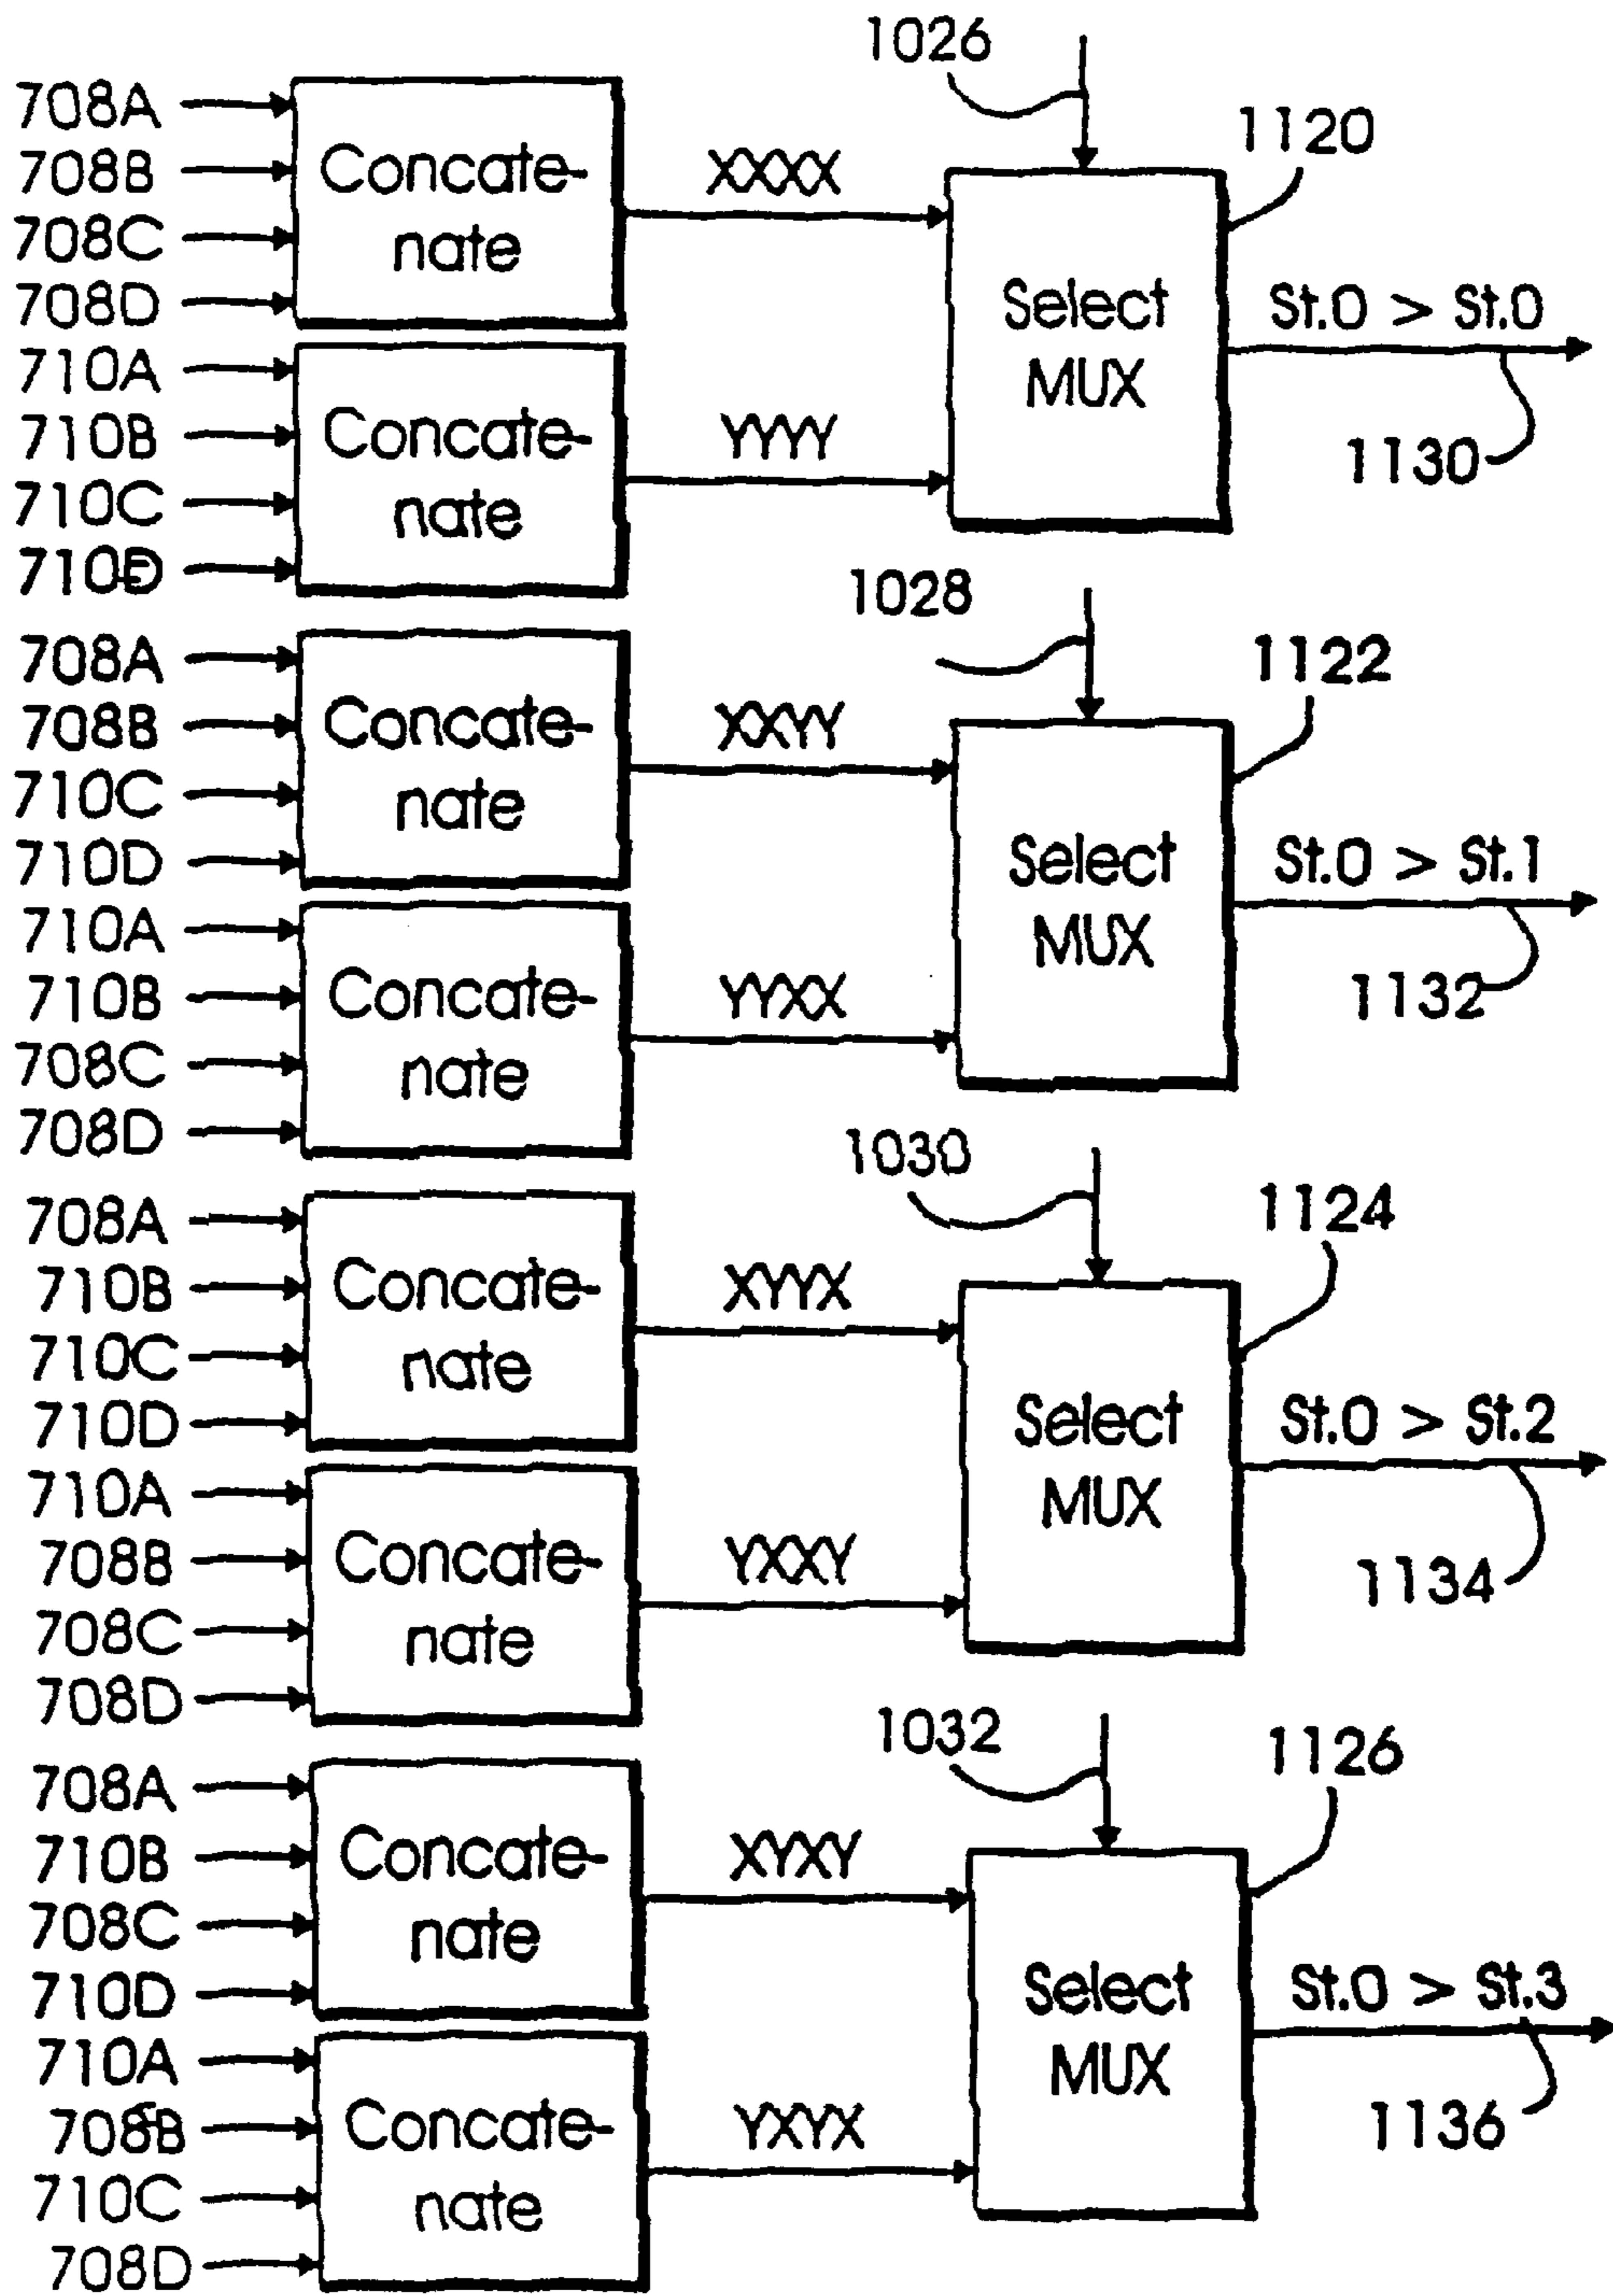 1026
1120
708A
708B
708C
708D
Concate-
nate
XXXX
710A
710B
710C
710D
Concate-
nate
YYYY
Select
MUX
St.0 > St.0
1130
1028
1122
708A
708B
710C
710D
Concate-
nate
XXYY
710A
710B
708C
708D
Concate-
nate
YYXX
Select
MUX
St.0 > St.1
1132
1030
1124
708A
710B
710C
710D
Concate-
nate
XYYX
710A
708B
708C
708D
Concate-
nate
YXXY
Select
MUX
St.0 > St.2
1134
1032
1126
708A
710B
708C
710D
Concate-
nate
XYXY
710A
708B
710C
708D
Concate-
nate
YXYX
Select
MUX
St.0 > St.3
1136